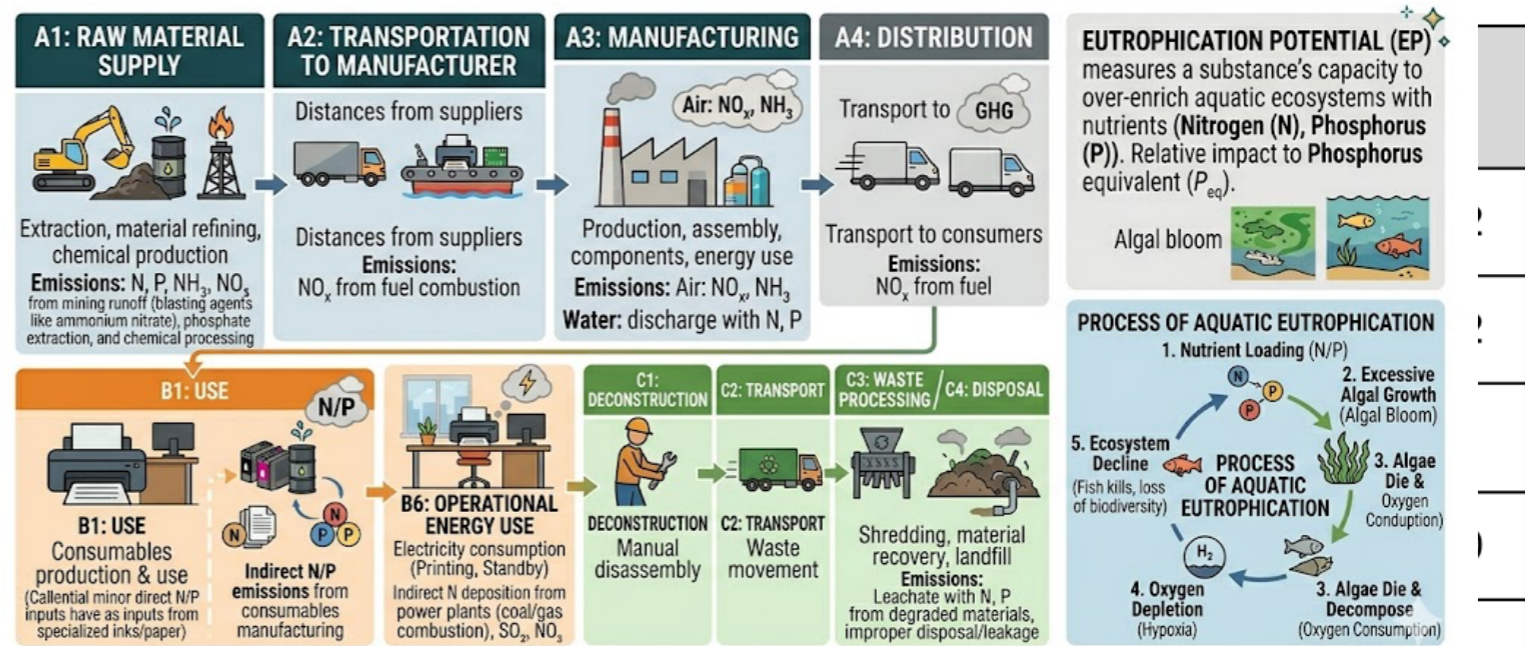 A1: RAW MATERIAL
SUPPLY
Extraction, material refining,
chemical production
Emissions: N, P, NH3, NOs
from mining runoff (blasting agents
like ammonium nitrate), phosphate
extraction, and chemical processing
A2: TRANSPORTATION
TO MANUFACTURER
Distances from suppliers
Distances from suppliers
Emissions:
NOx from fuel combustion
A3: MANUFACTURING
Air: NOx, NH3
Production, assembly,
components, energy use
Emissions: Air: NOx, NH3
Water: discharge with N, P
A4: DISTRIBUTION
Transport to
GHG
Transport to consumers
Emissions:
NOx from fuel
EUTROPHICATION POTENTIAL (EP)
measures a substance's capacity to
over-enrich aquatic ecosystems with
nutrients (Nitrogen (N), Phosphorus
(P)). Relative impact to Phosphorus
equivalent (Peq).
Algal bloom
B1: USE
N/P
B1: USE
Consumables
production & use
(Callential minor direct N/P
inputs have as inputs from
specialized inks/paper)
N
N
P
P
Indirect N/P
emissions from
consumables
manufacturing
B6: OPERATIONAL
ENERGY USE
Electricity consumption
(Printing, Standby)
Indirect N deposition from
power plants (coal/gas
combustion), SO2, NO3
C1:
DECONSTRUCTION
DECONSTRUCTION
Manual
disassembly
C2: TRANSPORT
C2: TRANSPORT
Waste
movement
C3: WASTE
PROCESSING / C4: DISPOSAL
Shredding, material
recovery, landfill
Emissions:
Leachate with N, P
from degraded materials,
improper disposal/leakage
PROCESS OF AQUATIC EUTROPHICATION
1. Nutrient Loading (N/P)
N
P
P
2. Excessive
Algal Growth
(Algal Bloom)
3. Algae
Die &
Oxygen
Conduption)
3. Algae Die &
Decompose
(Oxygen Consumption)
H2
4. Oxygen
Depletion
(Hypoxia)
5. Ecosystem
Decline
(Fish kills, loss
of biodiversity)
PROCESS
OF AQUATIC
EUTROPHICATION